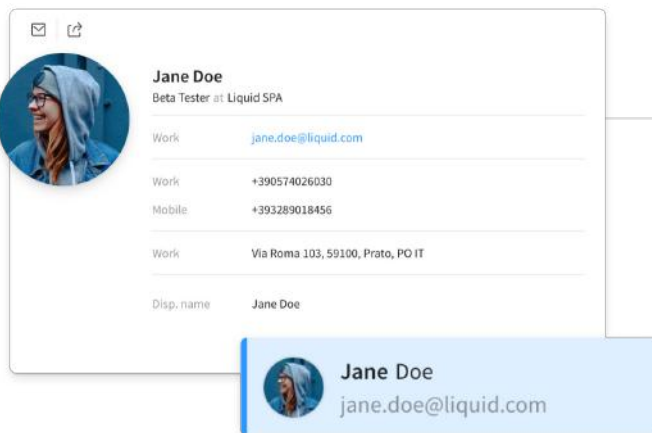 Jane Doe
Beta Tester at Liquid SPA
Work jane.doe@liquid.com
Work +390574026030
Mobile +393289018456
Work Via Roma 103, 59100, Prato, PO IT
Disp. name Jane Doe
Jane Doe
jane.doe@liquid.com